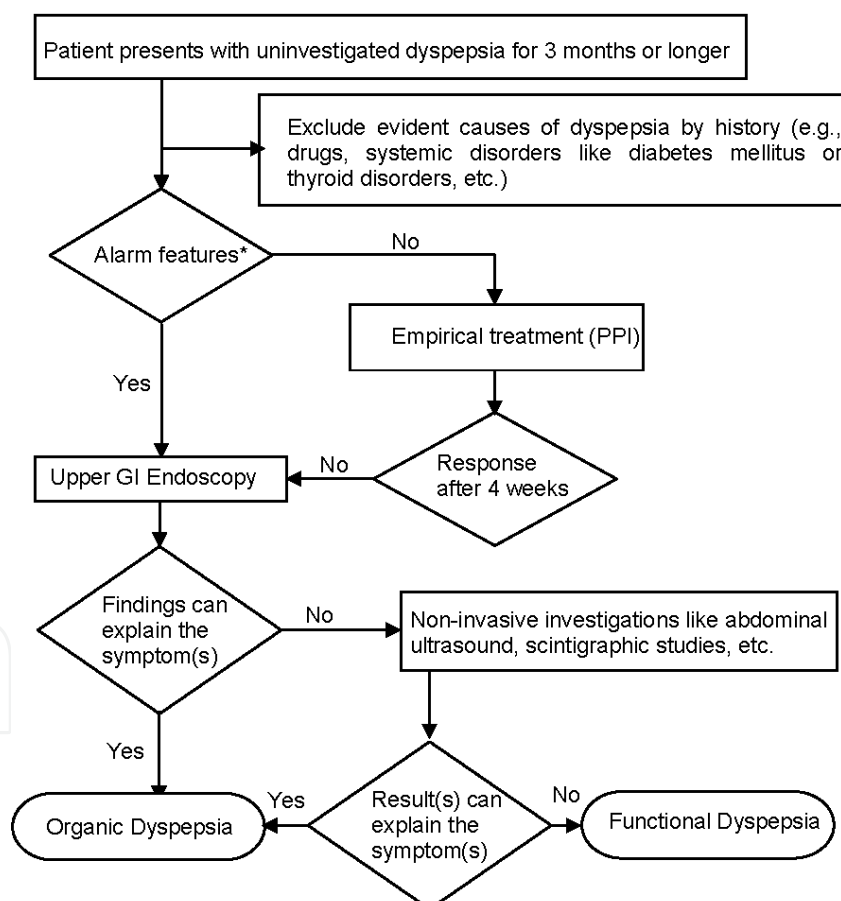 Patient presents with uninvestigated dyspepsia for 3 months or longer
Exclude evident causes of dyspepsia by history (e.g.,
drugs, systemic disorders like diabetes mellitus or
thyroid disorders, etc.)
Alarm features*
No
Empirical treatment (PPI)
Yes
Upper GI Endoscopy
No
Response
after 4 weeks
Findings can
explain the
symptom(s)
No
Non-invasive investigations like abdominal
ultrasound, scintigraphic studies, etc.
Yes
Organic Dyspepsia
Yes
Result(s) can
explain the
symptom(s)
No
Functional Dyspepsia